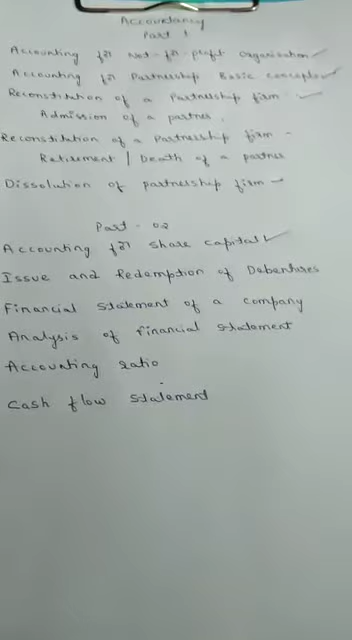 Accountancy
Part 1
Accounting for Not-for-profit organisation
Accounting for Partnership Basic concepts
Reconstitution of a Partnership firm -
Admission of a partner.
Reconstitution of a Partnership firm -
Retirement / Death of a partner
Dissolution of partnership firm -
Part - 02
Accounting for share capital
Issue and Redemption of Debentures
Financial statement of a company
Analysis of financial statement
Accounting ratio
Cash flow statement